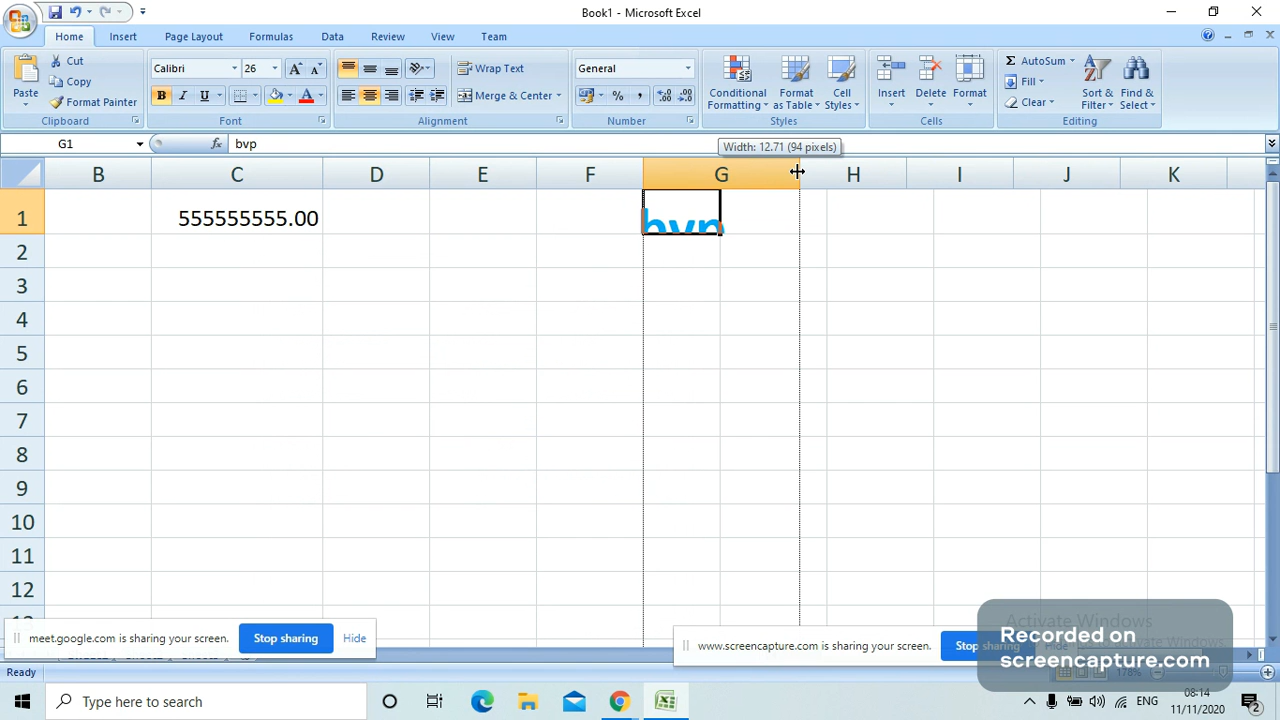 Book1 - Microsoft Excel
Home Insert Page Layout Formulas Data Review View Team
Paste
Cut
Copy
Format Painter
Clipboard
Calibri 26
B I U
Font
Wrap Text
Merge & Center
Alignment
General
%
Number
Conditional Formatting
Format as Table
Cell Styles
Styles
Insert Delete Format
Cells
AutoSum
Fill
Clear
Sort & Filter
Find & Select
Editing
G1 fx bvp
Width: 12.71 (94 pixels)
B C D E F G H I J K
1 555555555.00 bvp
2
3
4
5
6
7
8
9
10
11
12
meet.google.com is sharing your screen. Stop sharing Hide
www.screencapture.com is sharing your screen. Stop sharing Hide
Activate Windows
Recorded on
screencapture.com
Ready 178%
Type here to search
ENG
08:14
11/11/2020
2